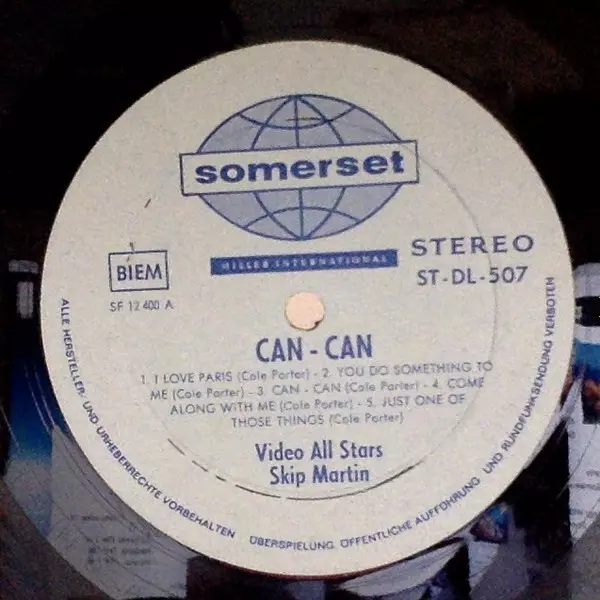 somerset
MILLER INTERNATIONAL
BIEM
SF 12 400 A
STEREO
ST-DL-507
CAN - CAN
1. I LOVE PARIS (Cole Porter) - 2. YOU DO SOMETHING TO
ME (Cole Porter) - 3. CAN - CAN (Cole Porter) - 4. COME
ALONG WITH ME (Cole Porter) - 5. JUST ONE OF
THOSE THINGS (Cole Porter)
Video All Stars
Skip Martin
ALLE HERSTELLER- UND URHEBERRECHTE VORBEHALTEN ÜBERSPIELUNG, ÖFFENTLICHE AUFFÜHRUNG UND RUNDFUNKSENDUNG VERBOTEN